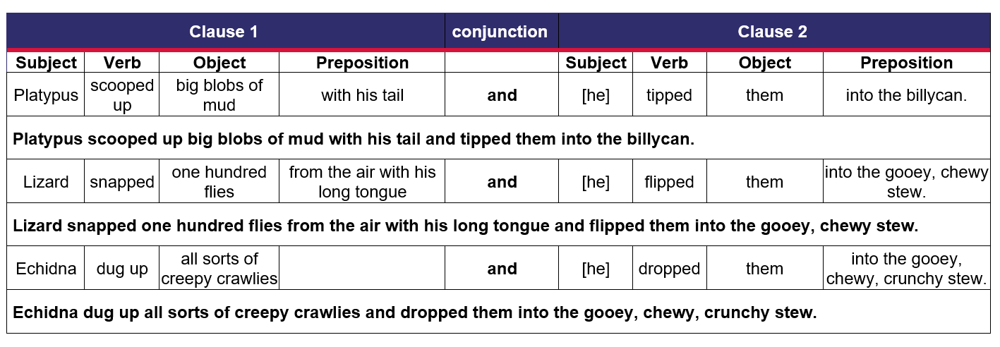 Clause 1 conjunction Clause 2
Subject Verb Object Preposition Subject Verb Object Preposition
Platypus scooped up big blobs of mud with his tail and [he] tipped them into the billycan.
Platypus scooped up big blobs of mud with his tail and tipped them into the billycan.
Lizard snapped one hundred flies from the air with his long tongue and [he] flipped them into the gooey, chewy stew.
Lizard snapped one hundred flies from the air with his long tongue and flipped them into the gooey, chewy stew.
Echidna dug up all sorts of creepy crawlies and [he] dropped them into the gooey, chewy, crunchy stew.
Echidna dug up all sorts of creepy crawlies and dropped them into the gooey, chewy, crunchy stew.